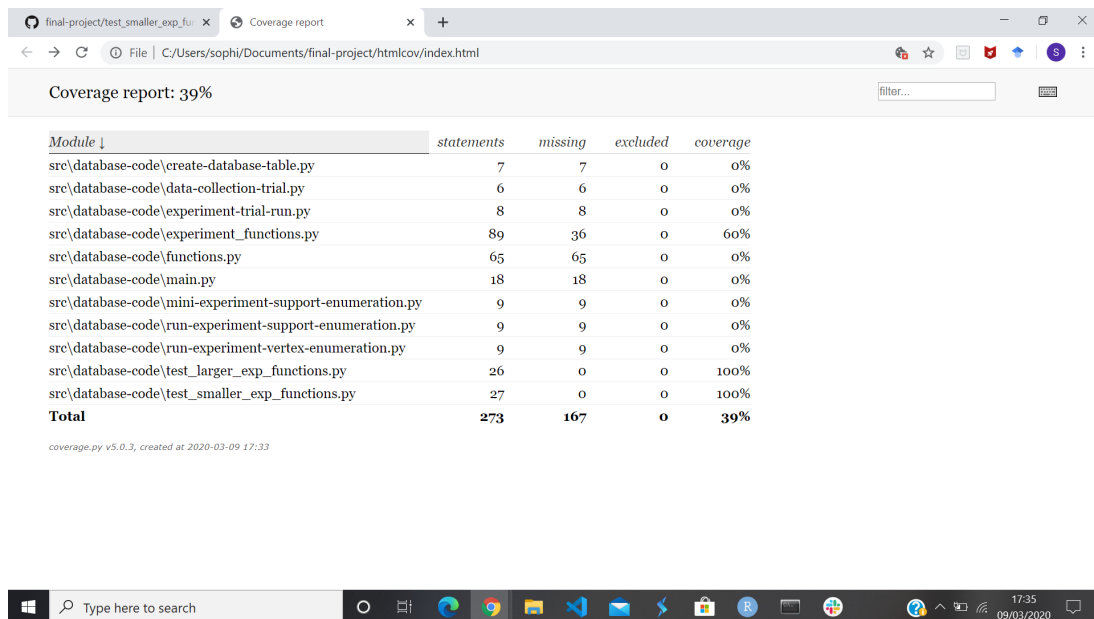 final-project/test_smaller_exp_fu
Coverage report
File | C:/Users/sophi/Documents/final-project/htmlcov/index.html
S
Coverage report: 39%
filter...
Module ↓ statements missing excluded coverage
src\database-code\create-database-table.py 7 7 0 0%
src\database-code\data-collection-trial.py 6 6 0 0%
src\database-code\experiment-trial-run.py 8 8 0 0%
src\database-code\experiment_functions.py 89 36 0 60%
src\database-code\functions.py 65 65 0 0%
src\database-code\main.py 18 18 0 0%
src\database-code\mini-experiment-support-enumeration.py 9 9 0 0%
src\database-code\run-experiment-support-enumeration.py 9 9 0 0%
src\database-code\run-experiment-vertex-enumeration.py 9 9 0 0%
src\database-code\test_larger_exp_functions.py 26 0 0 100%
src\database-code\test_smaller_exp_functions.py 27 0 0 100%
Total 273 167 0 39%
coverage.py v5.0.3, created at 2020-03-09 17:33
Type here to search
R
17:35
09/03/2020